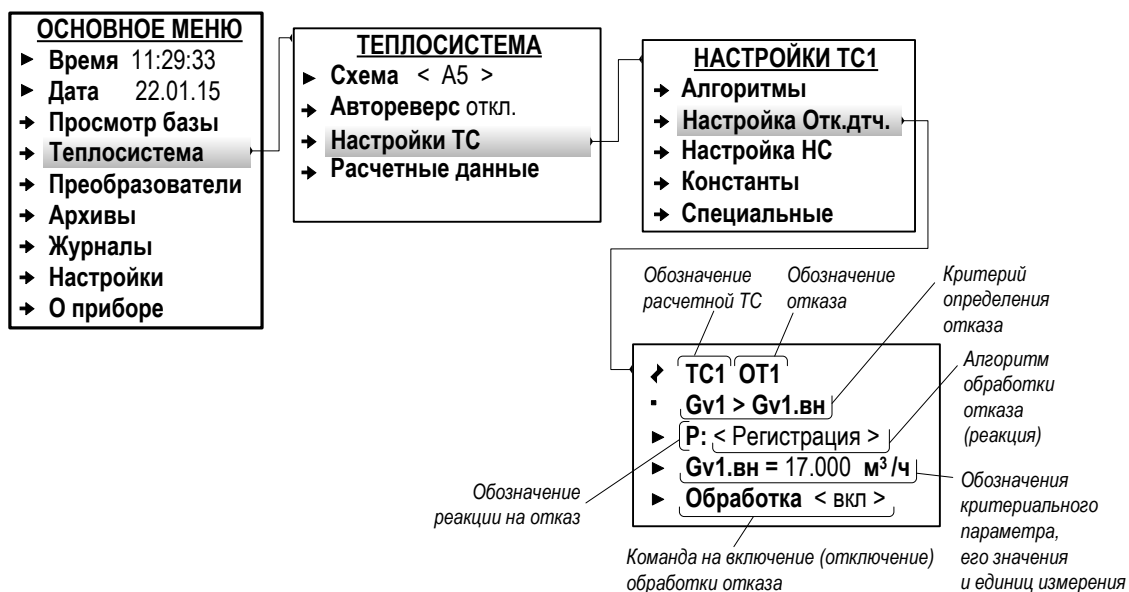 ОСНОВНОЕ МЕНЮ
Время 11:29:33
Дата 22.01.15
Просмотр базы
Теплосистема
Преобразователи
Архивы
Журналы
Настройки
О приборе
ТЕПЛОСИСТЕМА
Схема < А5 >
Автореверс откл.
Настройки ТС
Расчетные данные
НАСТРОЙКИ ТС1
Алгоритмы
Настройка Отк.дтч.
Настройка НС
Константы
Специальные
Обозначение
расчетной ТС
Обозначение
отказа
Критерий
определения
отказа
ТС1 ОТ1
Gv1 > Gv1.вн
Р: < Регистрация >
Gv1.вн = 17.000 м³/ч
Обработка < вкл >
Алгоритм
обработки
отказа
(реакция)
Обозначение
реакции на отказ
Обозначения
критериального
параметра,
его значения
и единиц измерения
Команда на включение (отключение)
обработки отказа